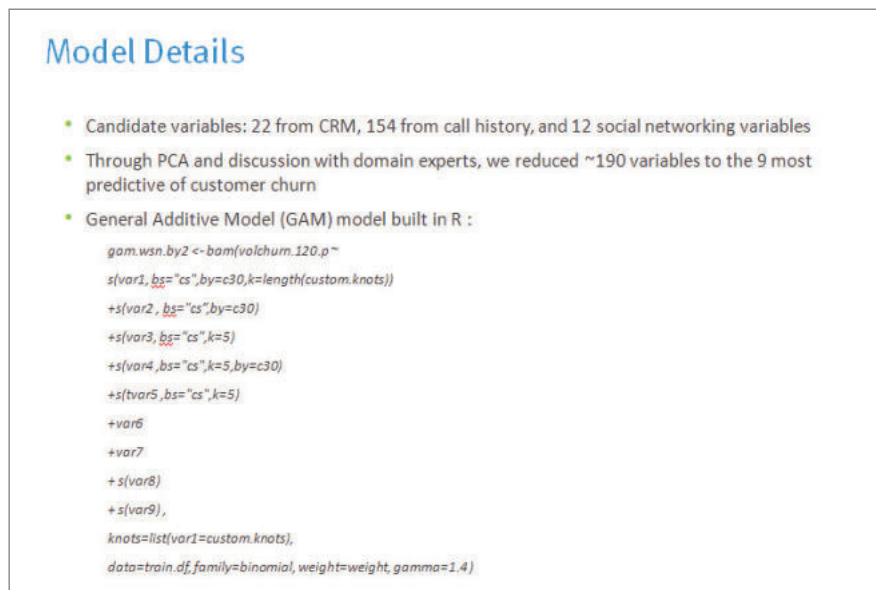 Model Details
• Candidate variables: 22 from CRM, 154 from call history, and 12 social networking variables
• Through PCA and discussion with domain experts, we reduced ~190 variables to the 9 most
predictive of customer churn
• General Additive Model (GAM) model built in R :
gam.wsn.by2 <- bam(volchurn.120.p ~
s(var1, bs="cs",by=c30,k=length(custom.knots))
+s(var2 , bs="cs",by=c30)
+s(var3, bs="cs",k=5)
+s(var4 ,bs="cs",k=5,by=c30)
+s(tvar5 ,bs="cs",k=5)
+var6
+var7
+ s(var8)
+ s(var9) ,
knots=list(var1=custom.knots),
data=train.df,family=binomial, weight=weight, gamma=1.4 )